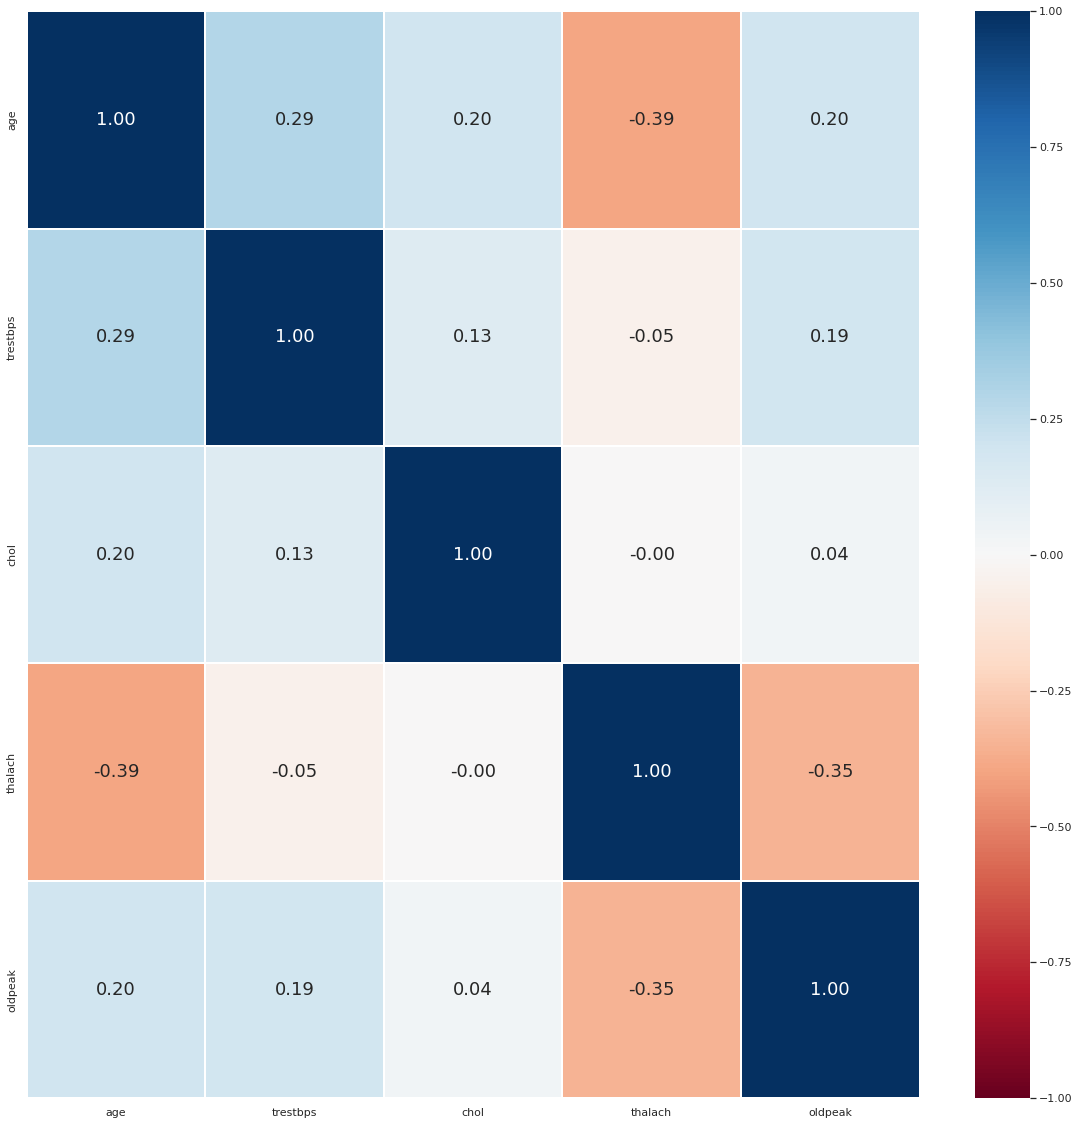 age
1.00 0.29 0.20 -0.39 0.20
trestbps
0.29 1.00 0.13 -0.05 0.19
chol
0.20 0.13 1.00 -0.00 0.04
thalach
-0.39 -0.05 -0.00 1.00 -0.35
oldpeak
0.20 0.19 0.04 -0.35 1.00
age trestbps chol thalach oldpeak
1.00
0.75
0.50
0.25
0.00
−0.25
−0.50
−0.75
−1.00